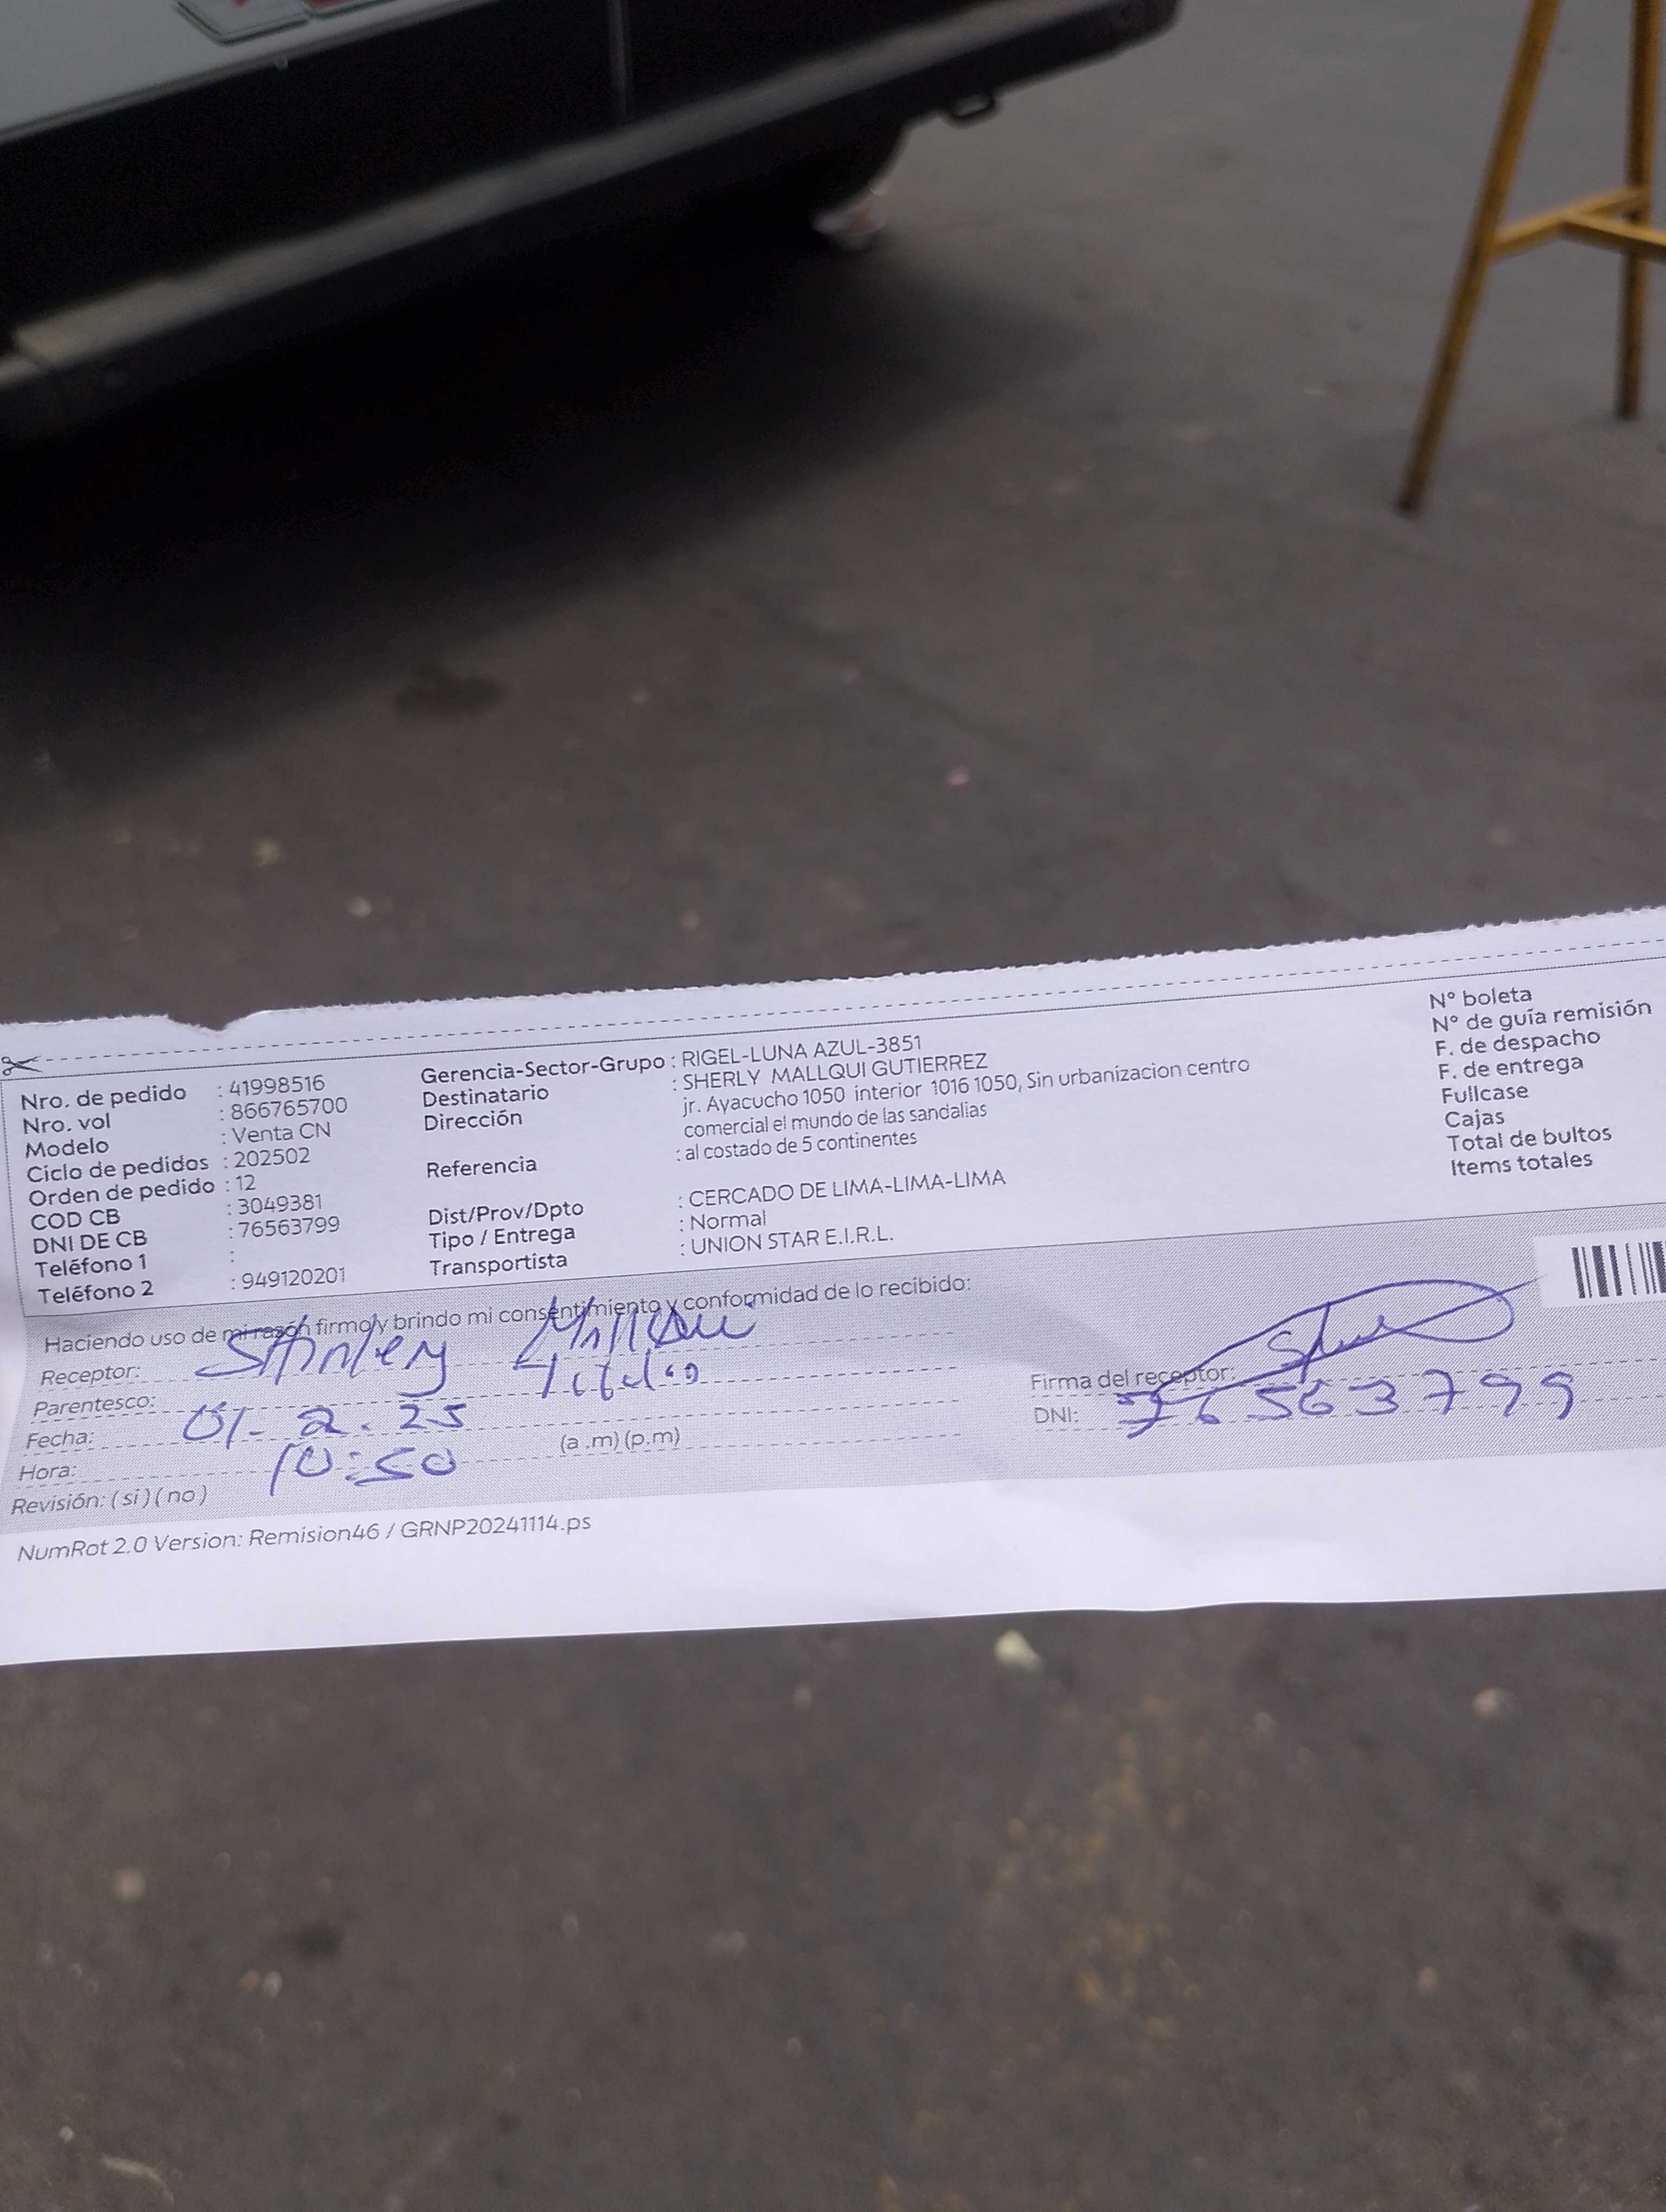 Nro. de pedido : 41998516
Nro. vol : 866765700
Modelo : Venta CN
Ciclo de pedidos : 202502
Orden de pedido : 12
COD CB : 3049381
DNI DE CB : 76563799
Teléfono 1 :
Teléfono 2 : 949120201
Gerencia-Sector-Grupo : RIGEL-LUNA AZUL-3851
Destinatario : SHERLY MALLQUI GUTIERREZ
Dirección jr. Ayacucho 1050 interior 1016 1050, Sin urbanizacion centro
comercial el mundo de las sandalias
Referencia : al costado de 5 continentes
Dist/Prov/Dpto : CERCADO DE LIMA-LIMA-LIMA
Tipo / Entrega : Normal
Transportista : UNION STAR E.I.R.L.
N° boleta
N° de guía remisión
F. de despacho
F. de entrega
Fullcase
Cajas
Total de bultos
Items totales
Haciendo uso de mi razón firmo y brindo mi consentimiento y conformidad de lo recibido:
Receptor:
Parentesco:
Fecha: 01-2.25
Hora: 10:50 (a .m) (p.m)
Revisión: ( si ) ( no )
Firma del receptor:
DNI: 76563799
NumRot 2.0 Version: Remision46 / GRNP20241114.ps